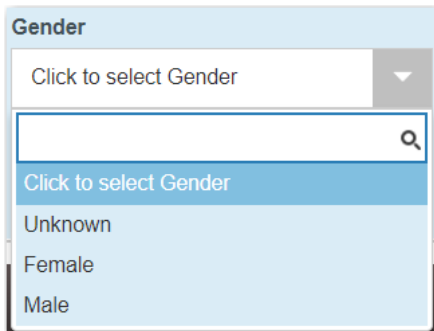 Gender
Click to select Gender
Click to select Gender
Unknown
Female
Male